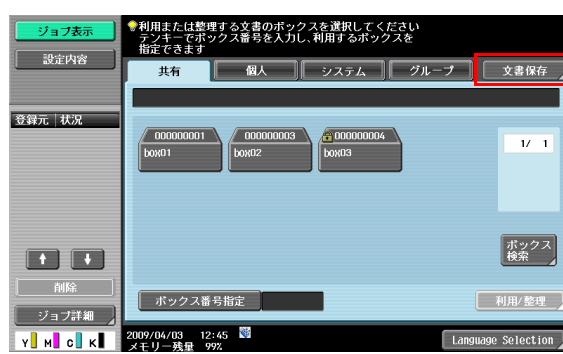 ジョブ表示
設定内容
登録元 状況
削除
ジョブ詳細
Y M C K
利用または整理する文書のボックスを選択してください
テンキーでボックス番号を入力し、利用するボックスを
指定できます
共有 個人 システム グループ 文書保存
000000001 000000003 000000004
box01 box02 box03
1/ 1
ボックス
検索
ボックス番号指定
利用/整理
2009/04/03 12:45
メモリー残量 99%
Language Selection